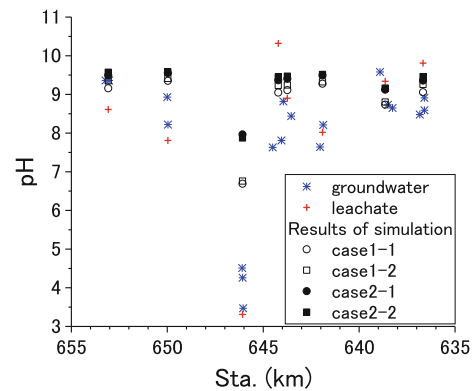 11
10
9
8
7
6
5
4
3
pH
655
650
645
640
635
Sta. (km)
groundwater
leachate
Results of simulation
case1-1
case1-2
case2-1
case2-2